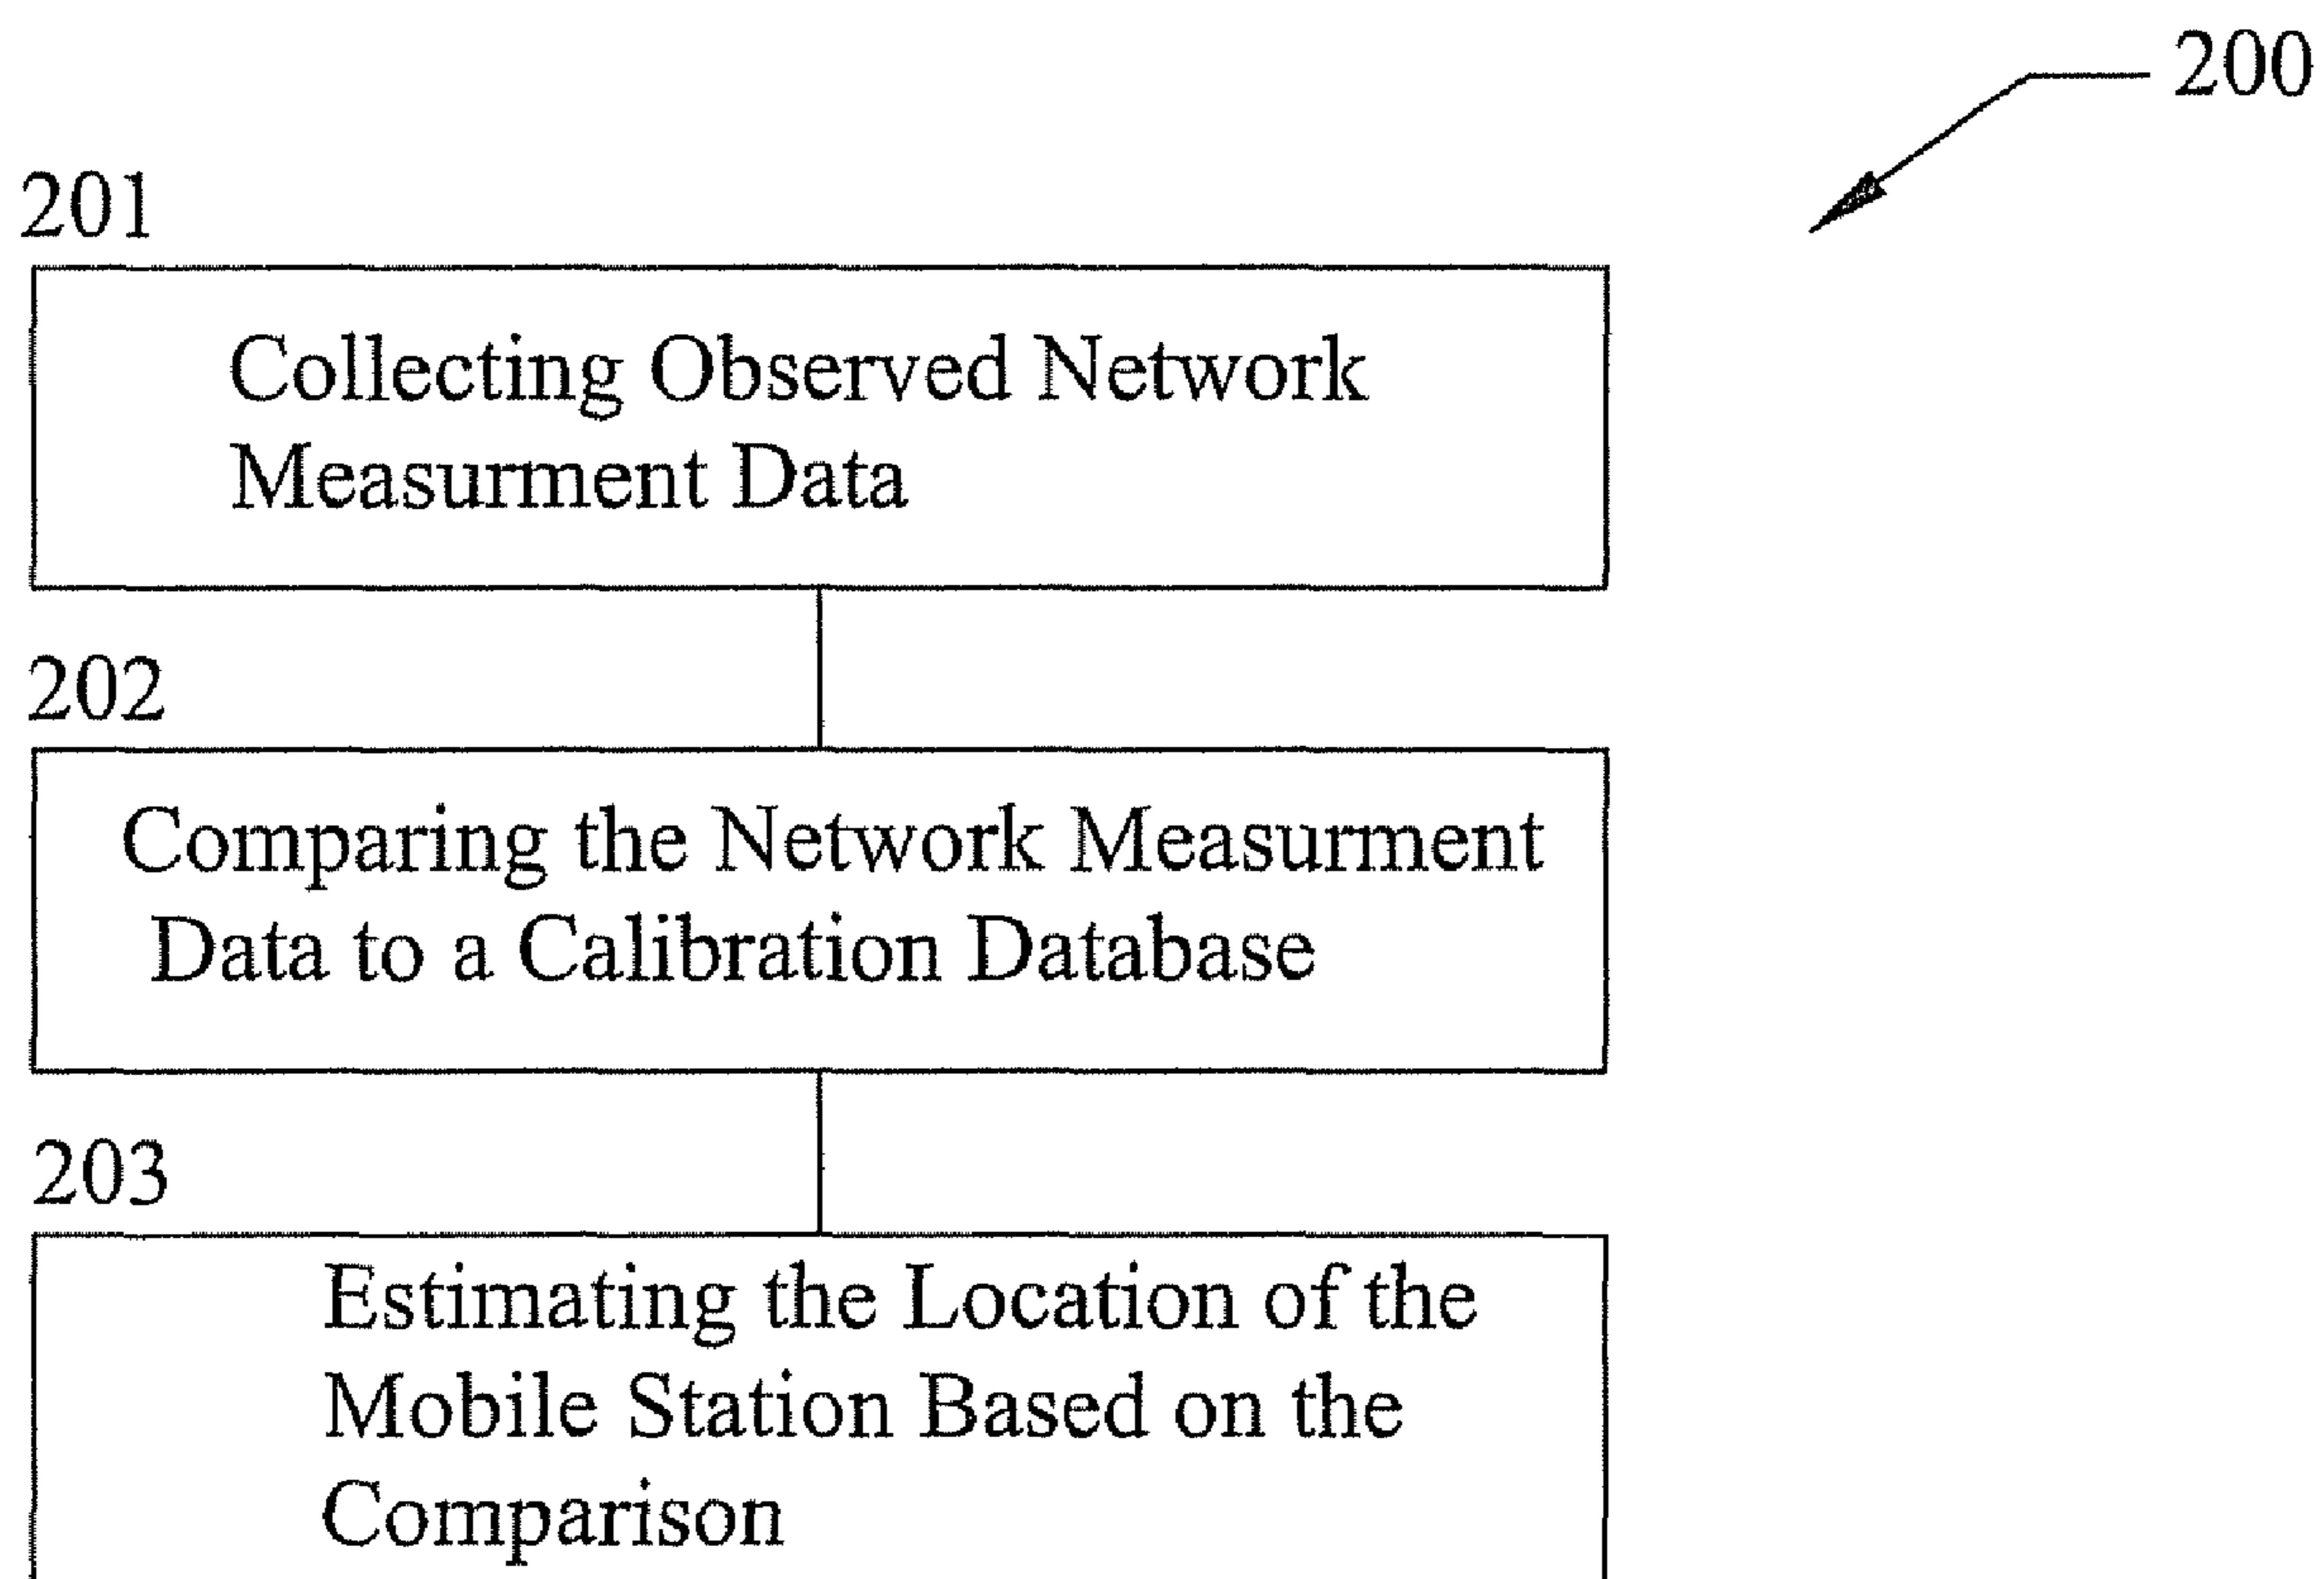 200
201
Collecting Observed Network
Measurment Data
202
Comparing the Network Measurment
Data to a Calibration Database
203
Estimating the Location of the
Mobile Station Based on the
Comparison